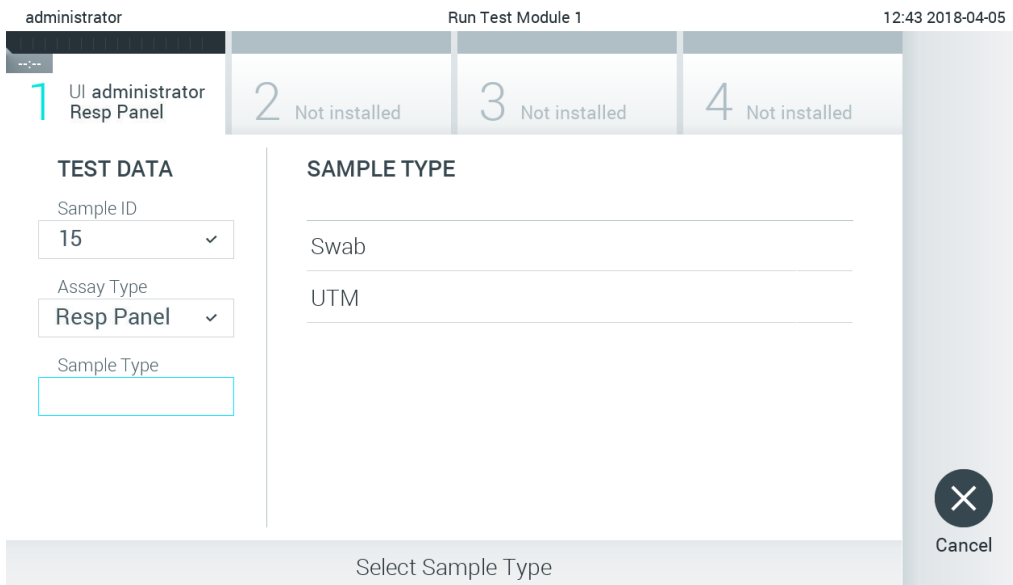 administrator
Run Test Module 1
12:43 2018-04-05
--:--
1 UI administrator
Resp Panel
2 Not installed
3 Not installed
4 Not installed
TEST DATA
Sample ID
15
Assay Type
Resp Panel
Sample Type
SAMPLE TYPE
Swab
UTM
Cancel
Select Sample Type